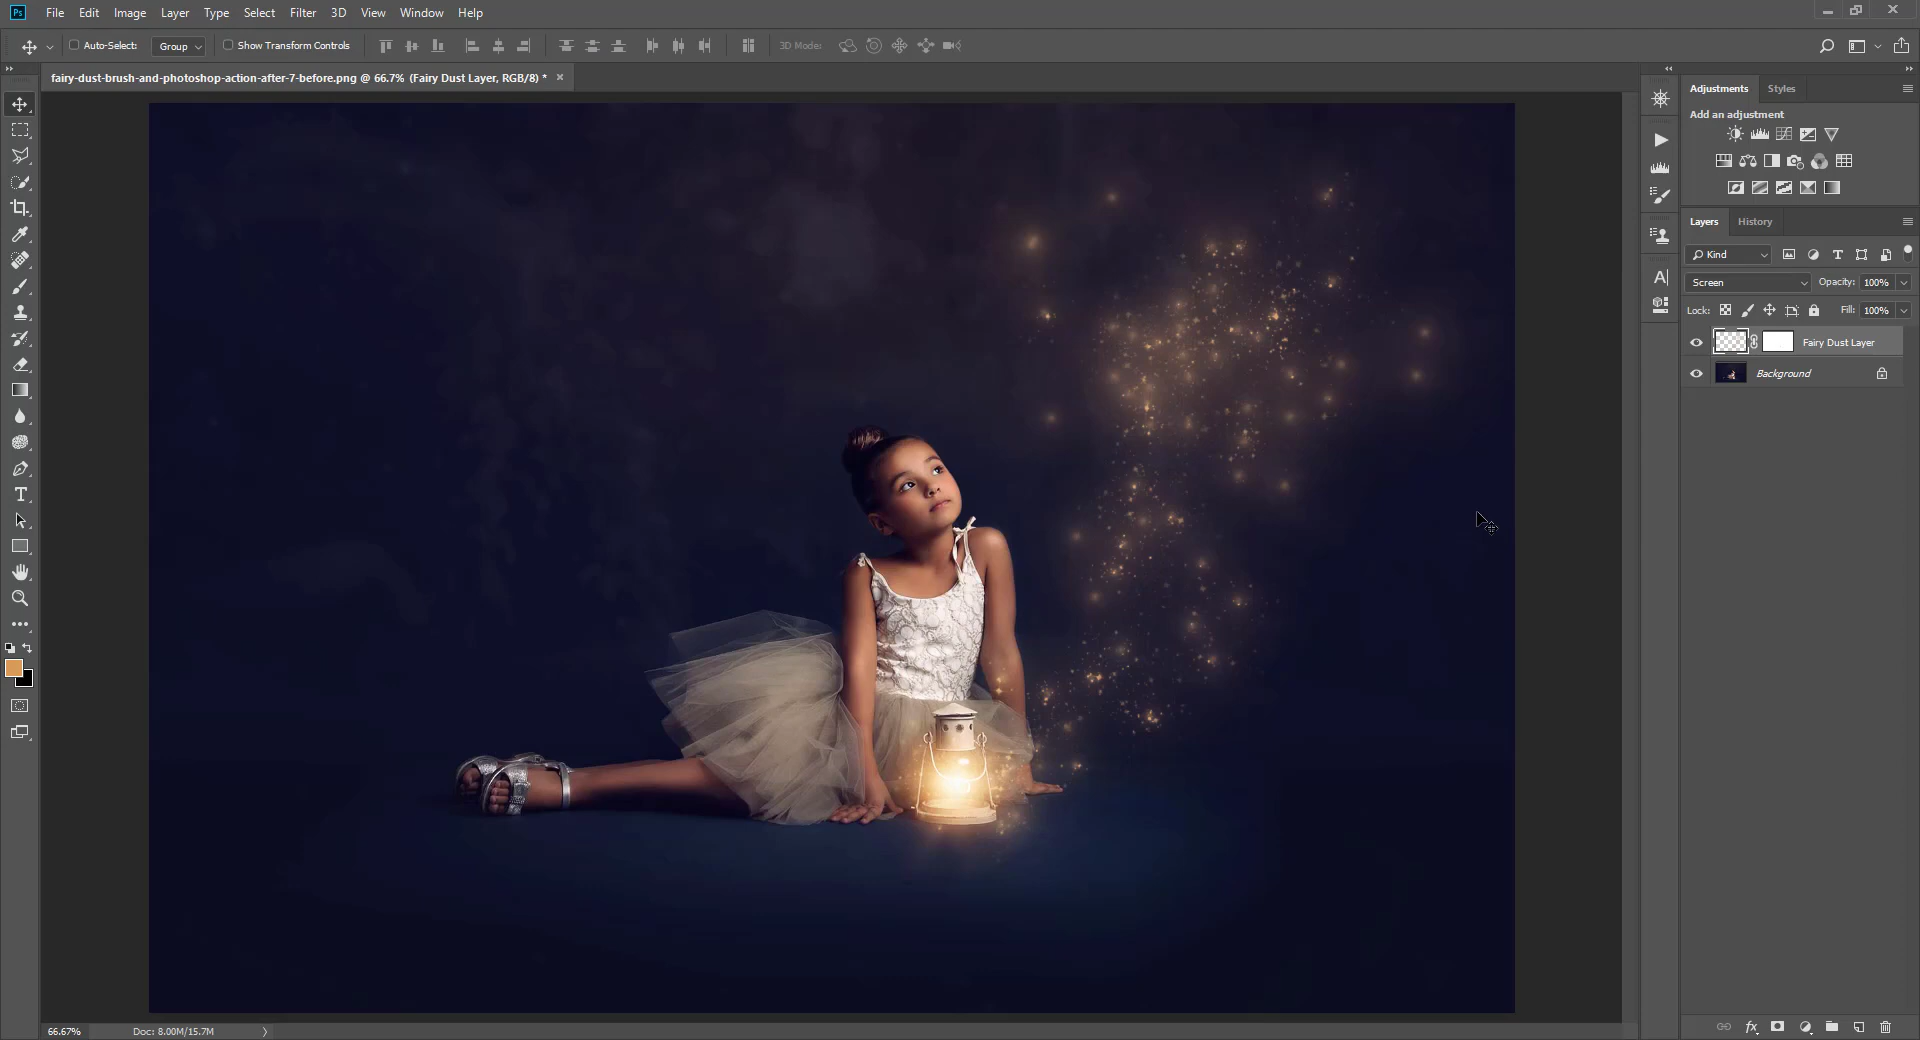 Ps File Edit Image Layer Type Select Filter 3D View Window Help
Auto-Select: Group Show Transform Controls 3D Mode:
fairy-dust-brush-and-photoshop-action-after-7-before.png @ 66.7% (Fairy Dust Layer, RGB/8) *
Adjustments Styles
Add an adjustment
Layers History
Kind
Screen Opacity: 100%
Lock: Fill: 100%
Fairy Dust Layer
Background
66.67% Doc: 8.00M/15.7M